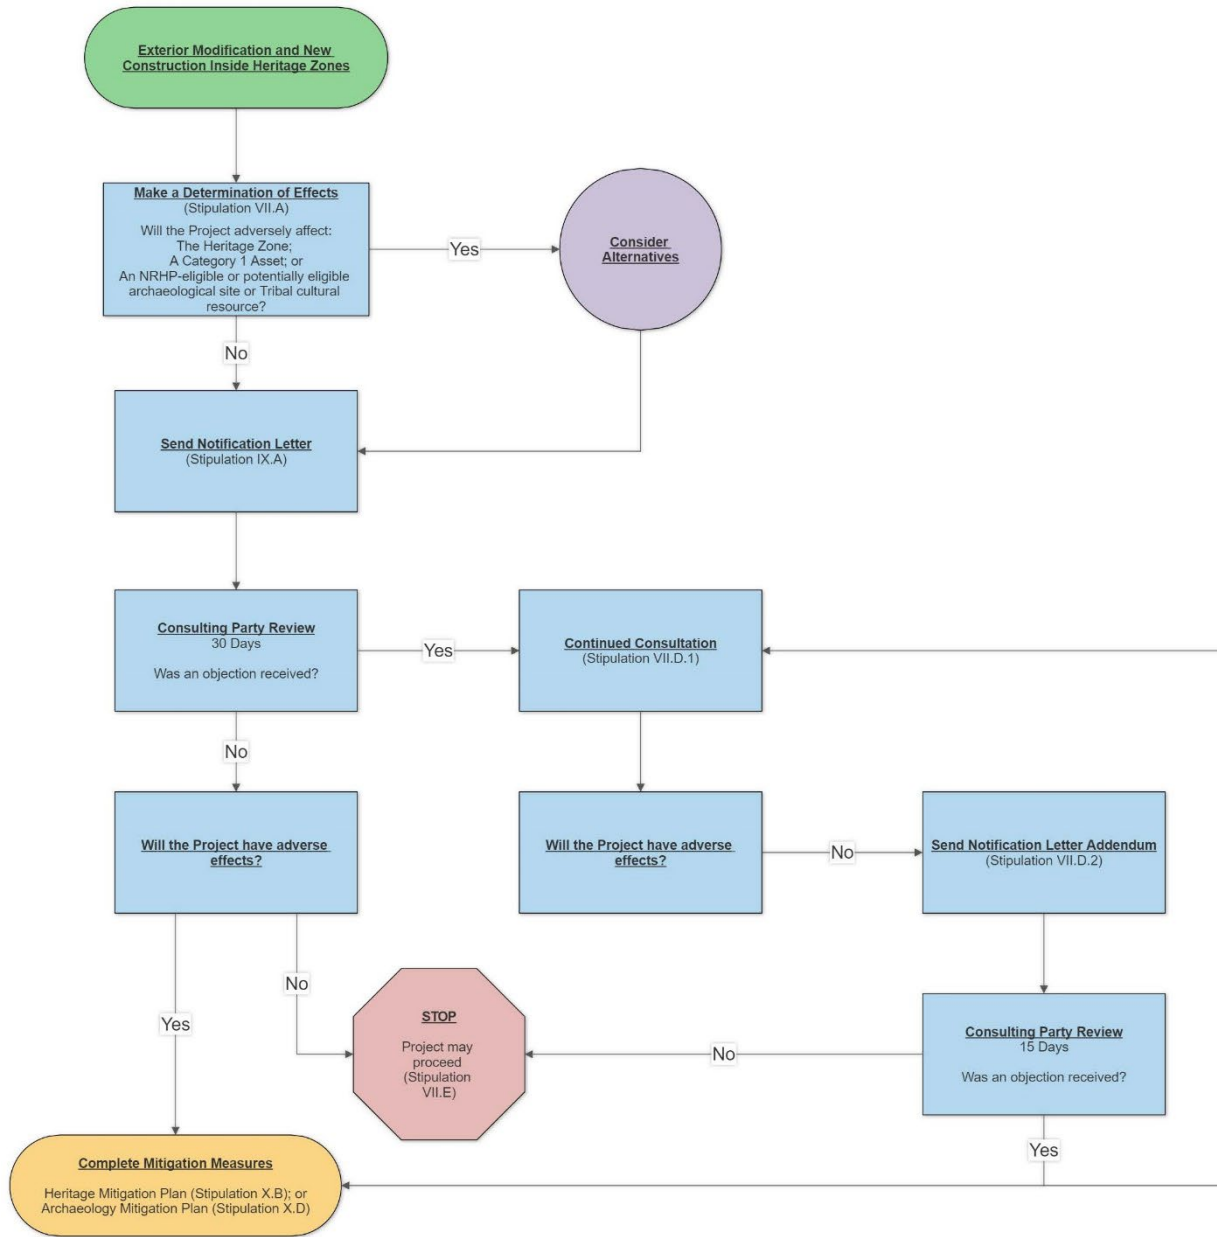 Exterior Modification and New
Construction Inside Heritage Zones
Make a Determination of Effects
(Stipulation VII.A)
Will the Project adversely affect:
The Heritage Zone;
A Category 1 Asset; or
An NRHP-eligible or potentially eligible
archaeological site or Tribal cultural
resource?
Yes
Consider
Alternatives
No
Send Notification Letter
(Stipulation IX.A)
Consulting Party Review
30 Days
Was an objection received?
Yes
Continued Consultation
(Stipulation VII.D.1)
No
Will the Project have adverse
effects?
Will the Project have adverse
effects?
No
Send Notification Letter Addendum
(Stipulation VII.D.2)
Yes
No
STOP
Project may
proceed
(Stipulation
VII.E)
No
Consulting Party Review
15 Days
Was an objection received?
Yes
Complete Mitigation Measures
Heritage Mitigation Plan (Stipulation X.B); or
Archaeology Mitigation Plan (Stipulation X.D)